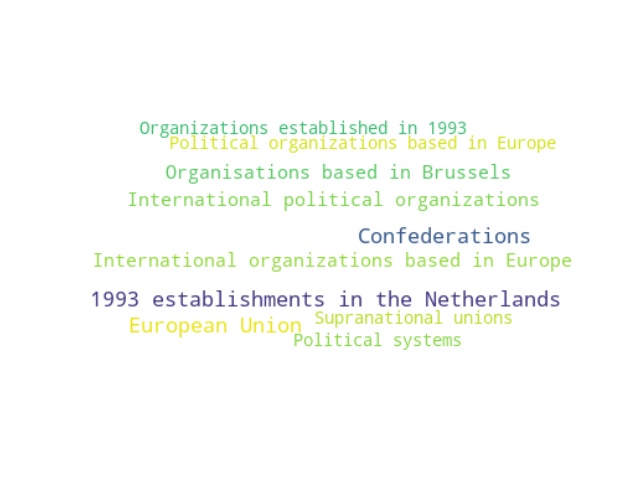 Organizations established in 1993
Political organizations based in Europe
Organisations based in Brussels
International political organizations
Confederations
International organizations based in Europe
1993 establishments in the Netherlands
Supranational unions
European Union
Political systems